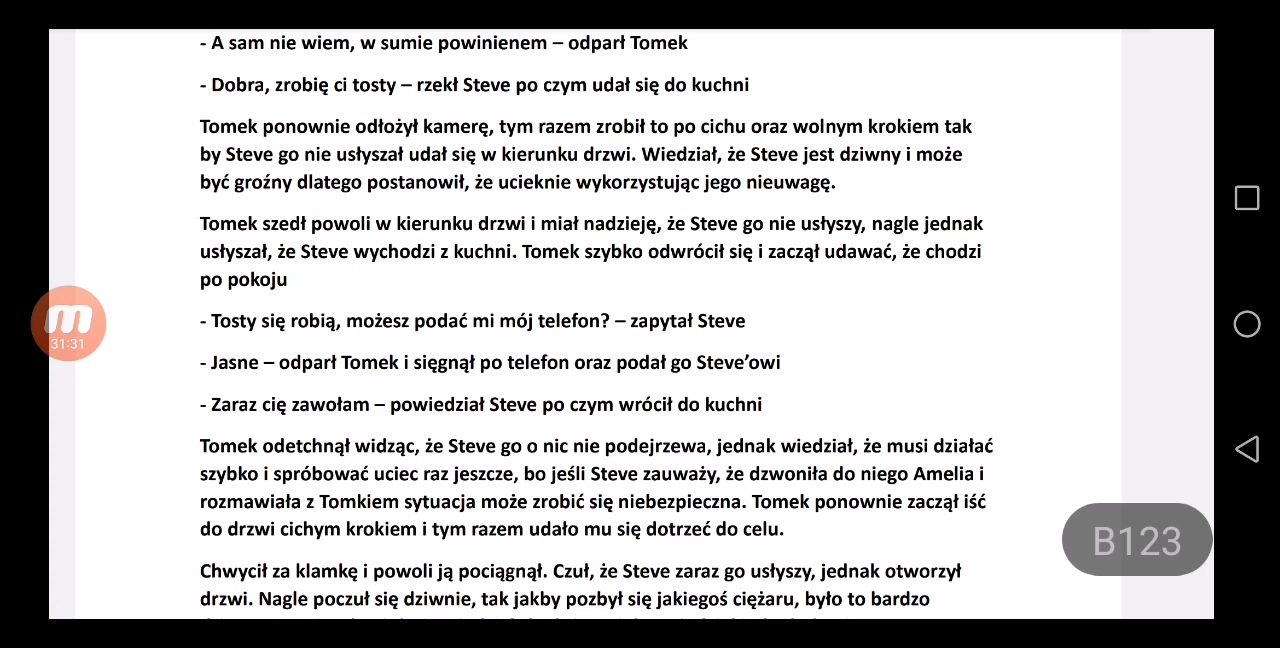 - A sam nie wiem, w sumie powinienem – odparł Tomek
- Dobra, zrobię ci tosty – rzekł Steve po czym udał się do kuchni
Tomek ponownie odłożył kamerę, tym razem zrobił to po cichu oraz wolnym krokiem tak
by Steve go nie usłyszał udał się w kierunku drzwi. Wiedział, że Steve jest dziwny i może
być groźny dlatego postanowił, że ucieknie wykorzystując jego nieuwagę.
Tomek szedł powoli w kierunku drzwi i miał nadzieję, że Steve go nie usłyszy, nagle jednak
usłyszał, że Steve wychodzi z kuchni. Tomek szybko odwrócił się i zaczął udawać, że chodzi
po pokoju
- Tosty się robią, możesz podać mi mój telefon? – zapytał Steve
- Jasne – odparł Tomek i sięgnął po telefon oraz podał go Steve’owi
- Zaraz cię zawołam – powiedział Steve po czym wrócił do kuchni
Tomek odetchnął widząc, że Steve go o nic nie podejrzewa, jednak wiedział, że musi działać
szybko i spróbować uciec raz jeszcze, bo jeśli Steve zauważy, że dzwoniła do niego Amelia i
rozmawiała z Tomkiem sytuacja może zrobić się niebezpieczna. Tomek ponownie zaczął iść
do drzwi cichym krokiem i tym razem udało mu się dotrzeć do celu.
Chwycił za klamkę i powoli ją pociągnął. Czuł, że Steve zaraz go usłyszy, jednak otworzył
drzwi. Nagle poczuł się dziwnie, tak jakby pozbył się jakiegoś ciężaru, było to bardzo
31:31
B123